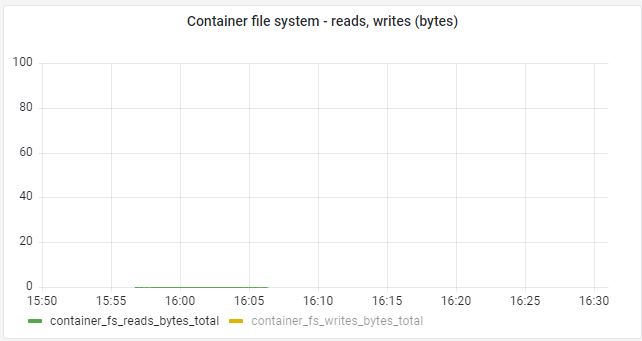 Container file system - reads, writes (bytes)
100
80
60
40
20
0
15:50 15:55 16:00 16:05 16:10 16:15 16:20 16:25 16:30
container_fs_reads_bytes_total container_fs_writes_bytes_total